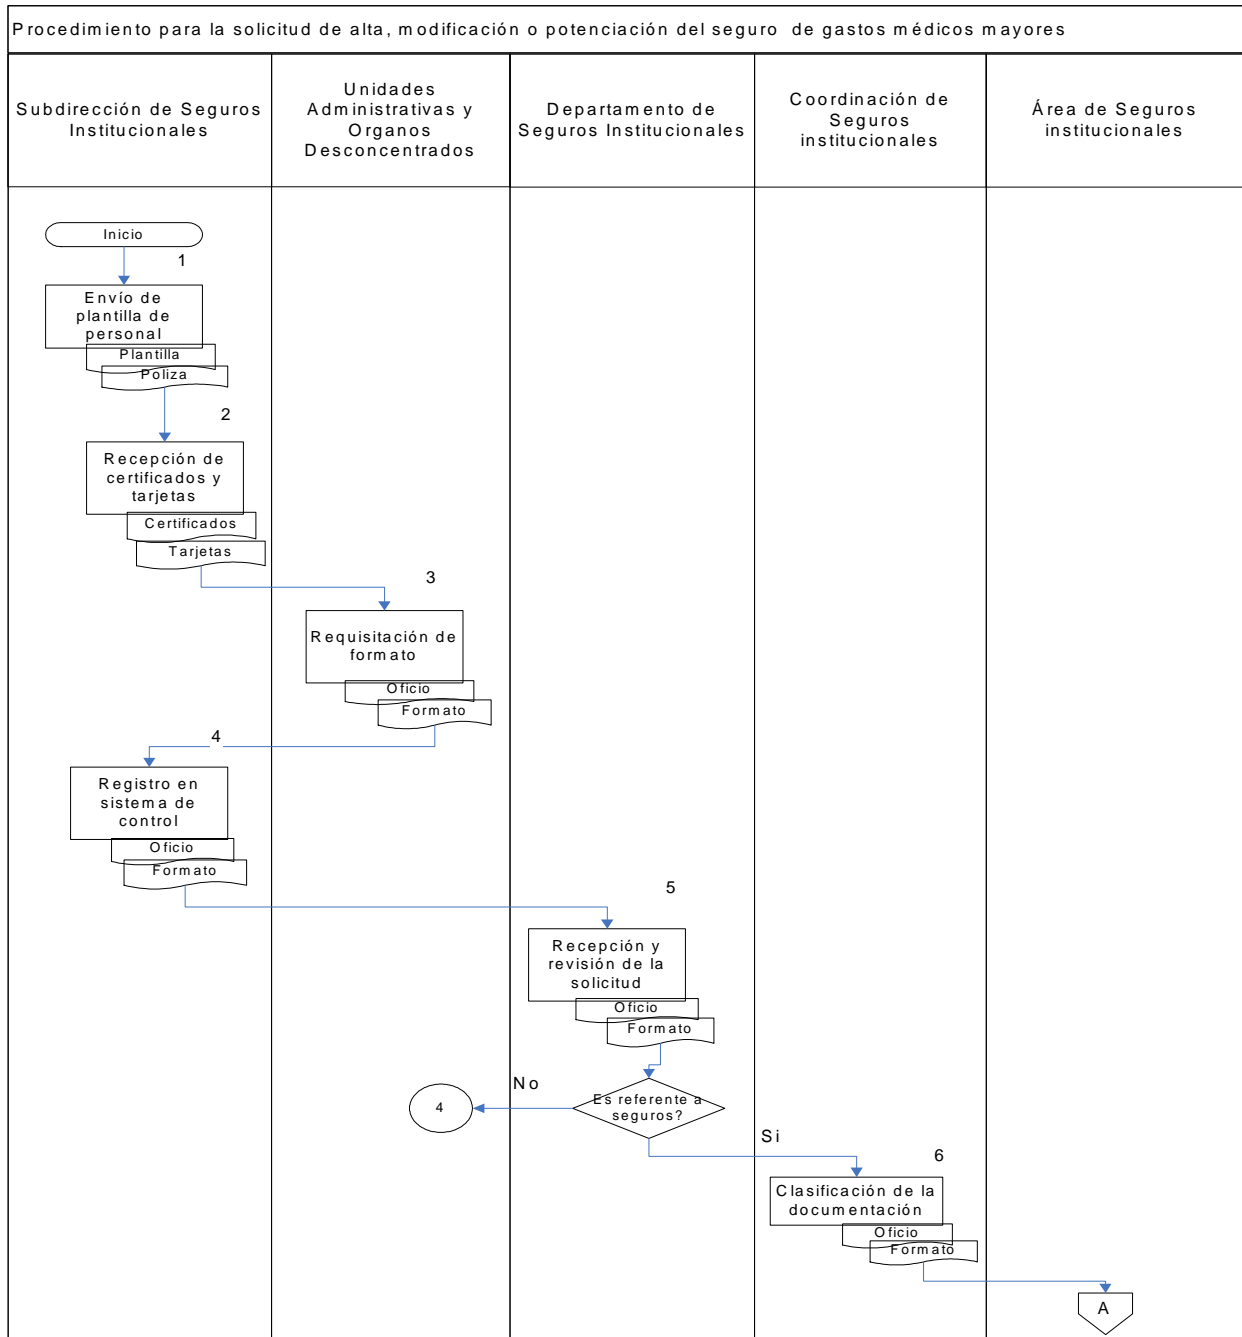 Procedimiento para la solicitud de alta, modificación o potenciación del seguro de gastos médicos mayores
Subdirección de Seguros
Institucionales
Unidades
Administrativas y
Organos
Desconcentrados
Departamento de
Seguros Institucionales
Coordinación de
Seguros
institucionales
Área de Seguros
institucionales
Inicio
1
Envío de
plantilla de
personal
Plantilla
Poliza
2
Recepción de
certificados y
tarjetas
Certificados
Tarjetas
3
Requisitación de
formato
Oficio
Formato
4
Registro en
sistema de
control
Oficio
Formato
5
Recepción y
revisión de la
solicitud
Oficio
Formato
Es referente a
seguros?
No
4
Si
6
Clasificación de la
documentación
Oficio
Formato
A